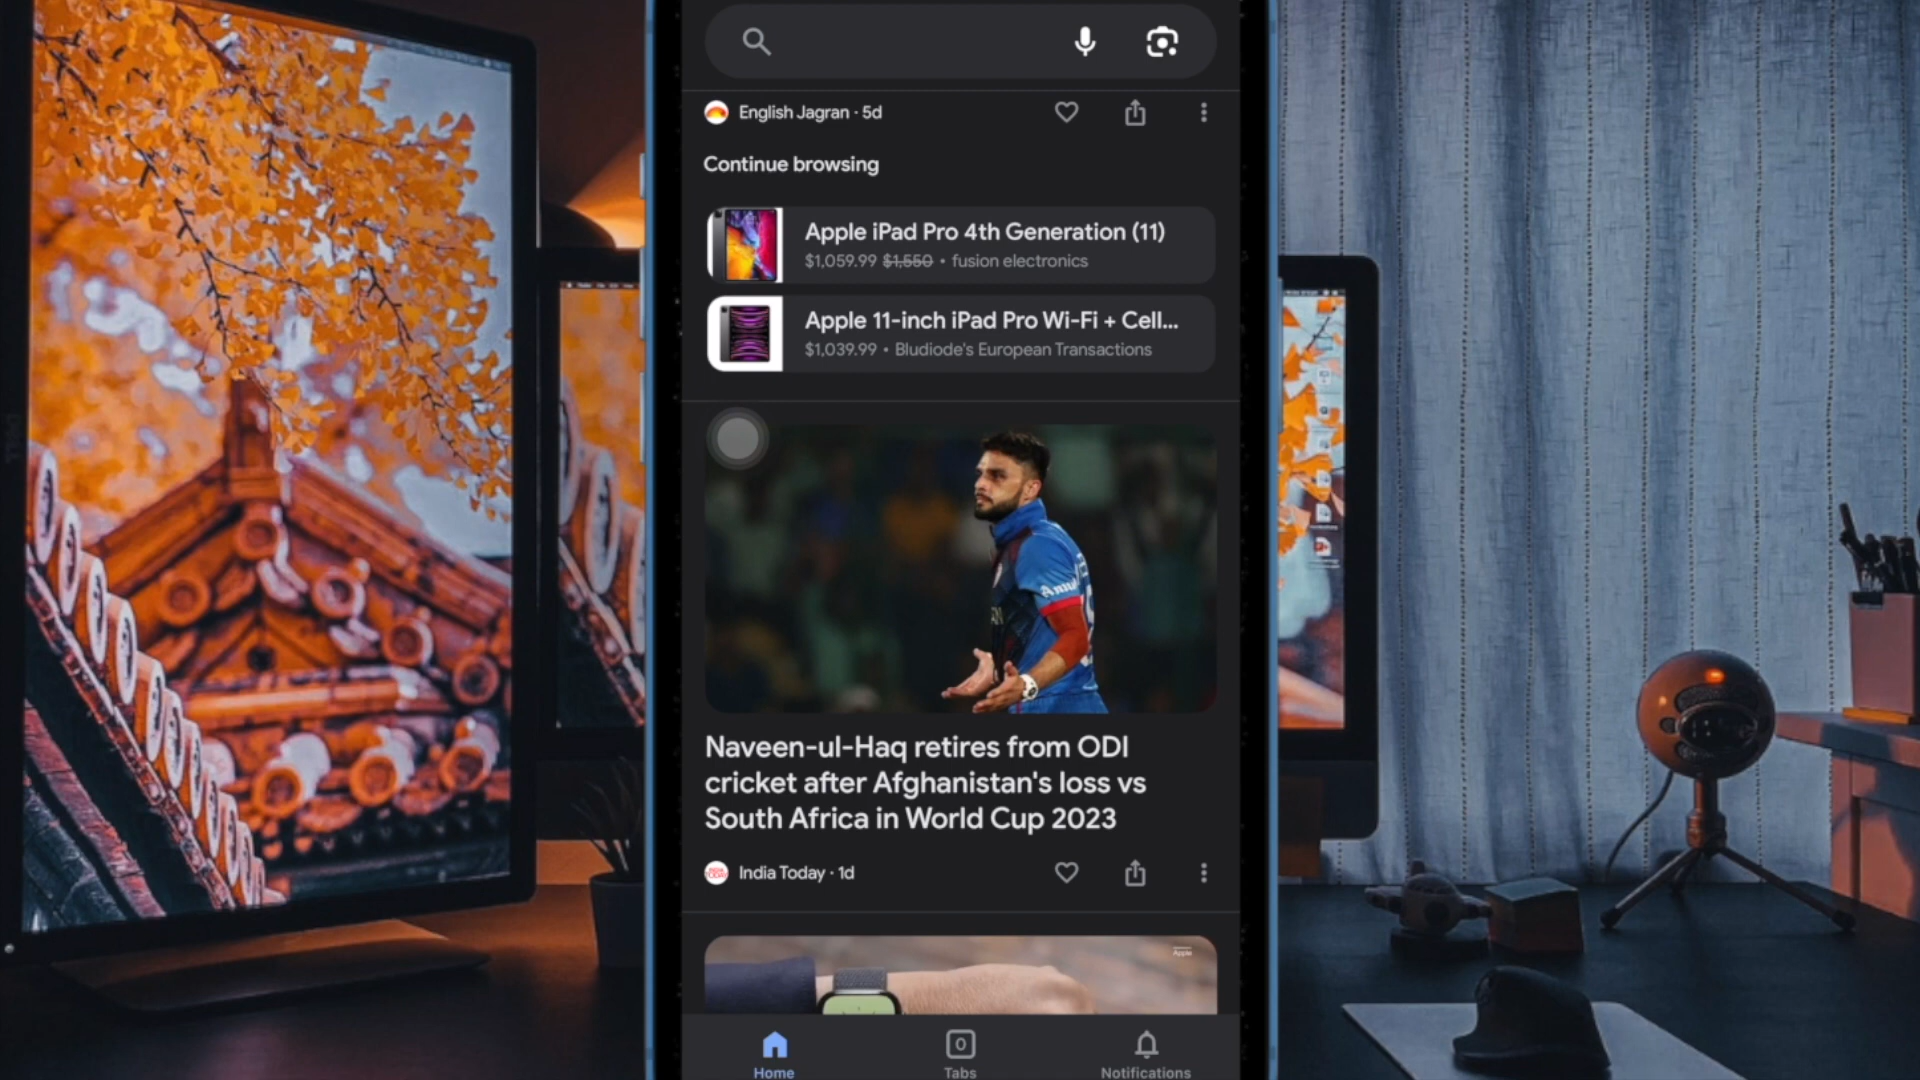 English Jagran · 5d
Continue browsing
Apple iPad Pro 4th Generation (11)
$1,059.99 $1,550 • fusion electronics
Apple 11-inch iPad Pro Wi-Fi + Cell...
$1,039.99 • Bludiode's European Transactions
Naveen-ul-Haq retires from ODI
cricket after Afghanistan's loss vs
South Africa in World Cup 2023
India Today · 1d
Apple
0
Home
Tabs
Notifications